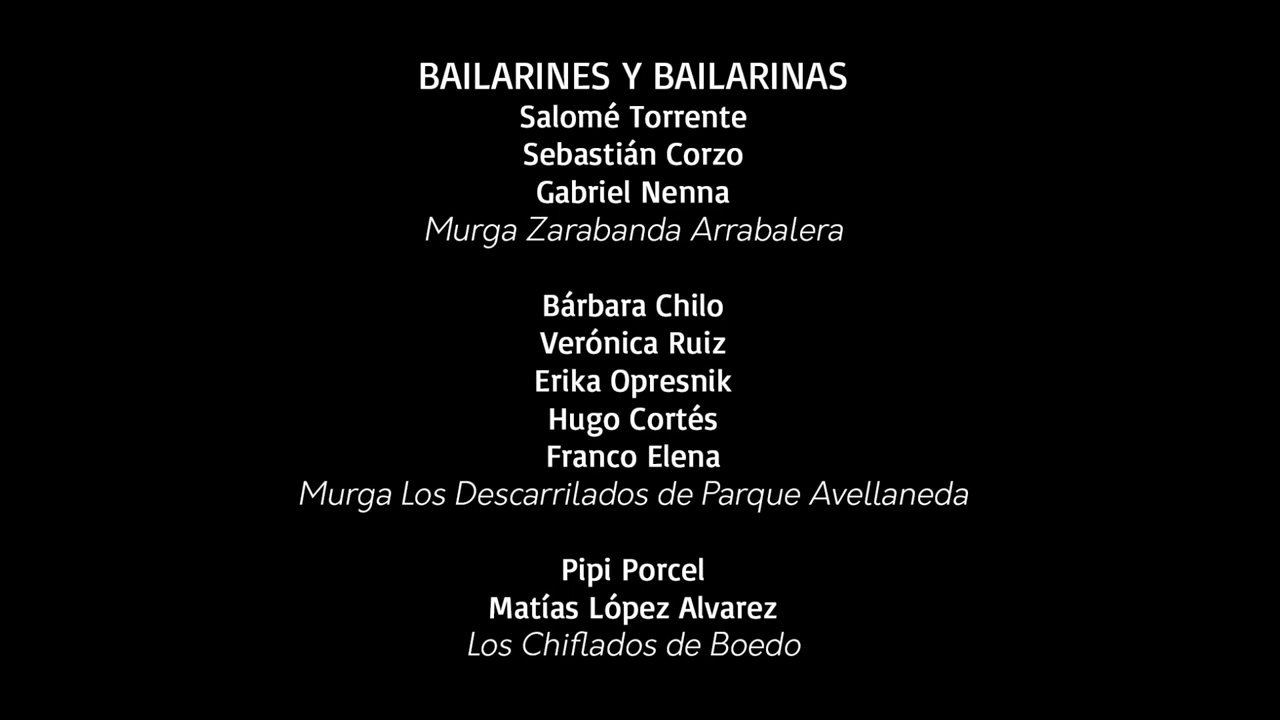 BAILARINES Y BAILARINAS
Salomé Torrente
Sebastián Corzo
Gabriel Nenna
Murga Zarabanda Arrabalera
Bárbara Chilo
Verónica Ruiz
Erika Opresnik
Hugo Cortés
Franco Elena
Murga Los Descarrilados de Parque Avellaneda
Pipi Porcel
Matías López Alvarez
Los Chiflados de Boedo